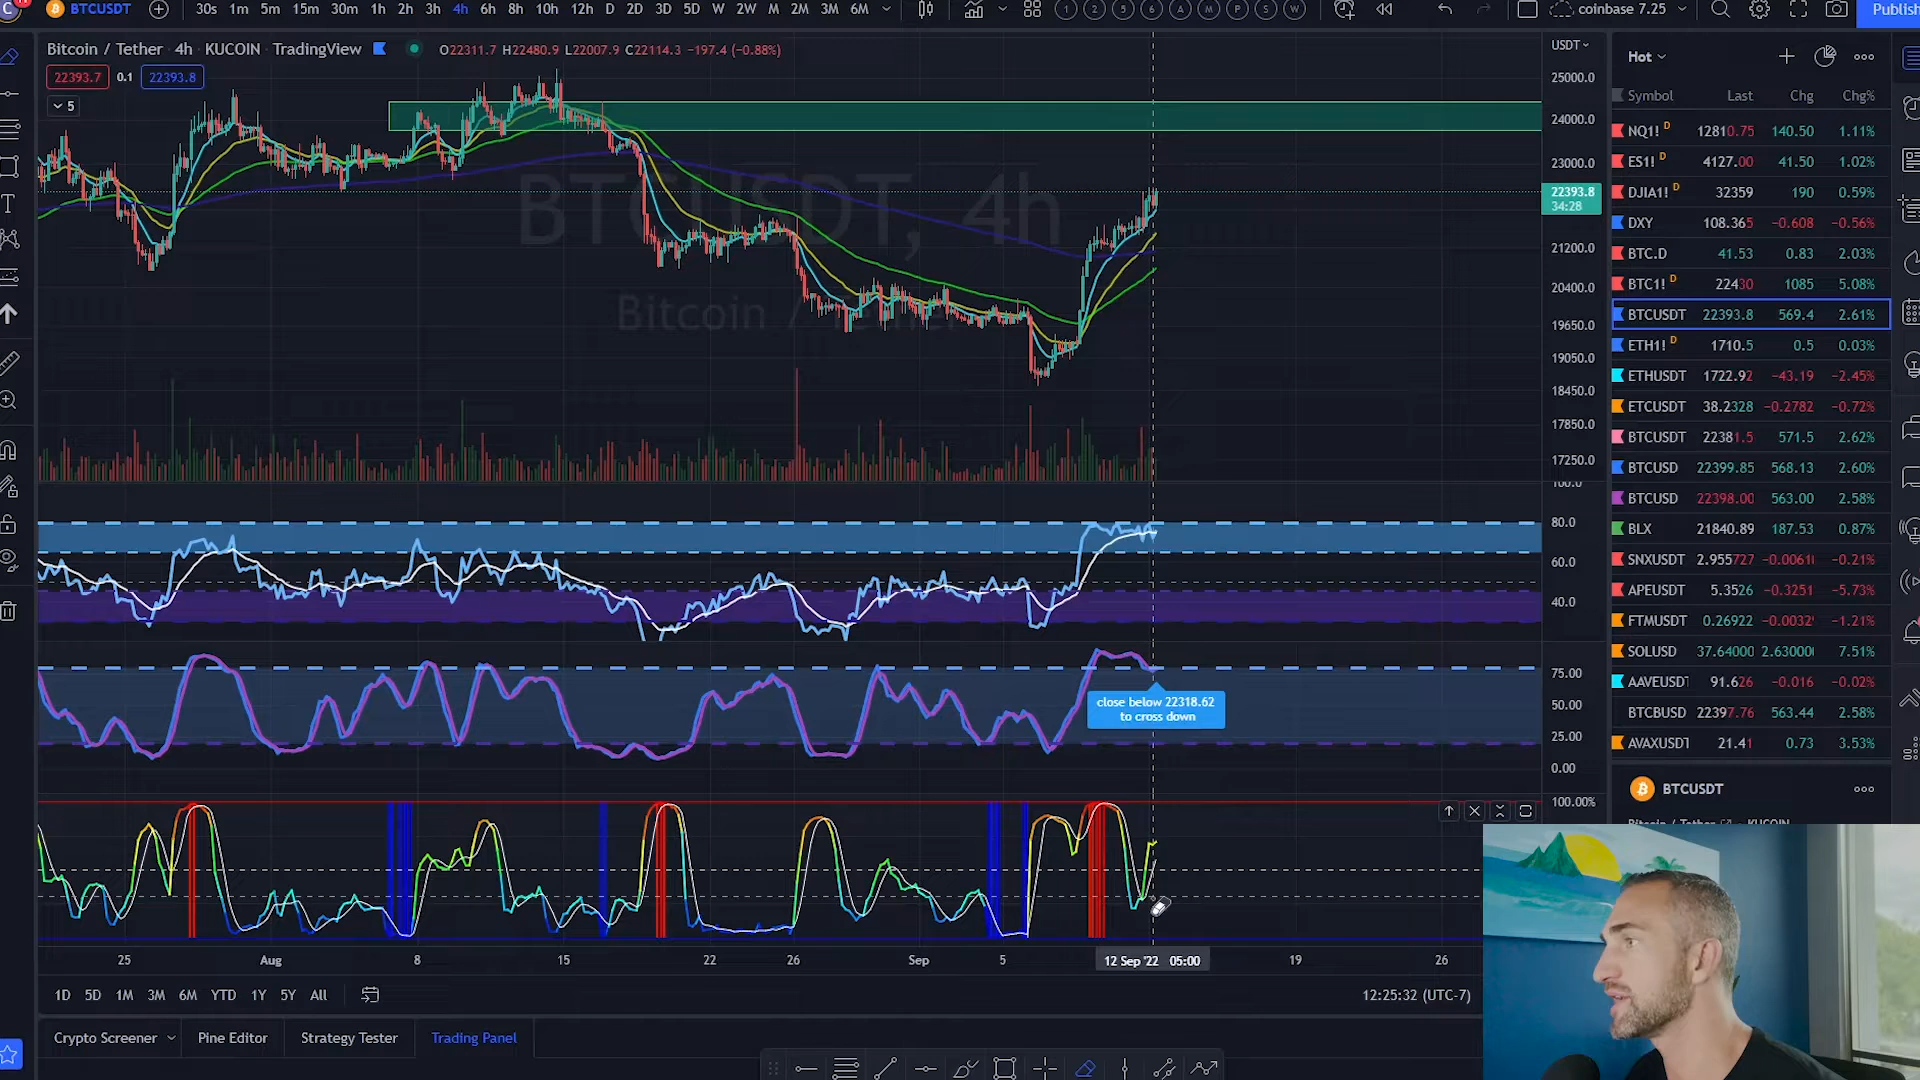 BTCUSDT 30s 1m 5m 15m 30m 1h 2h 3h 4h 6h 8h 10h 12h D 2D 3D 5D W 2W M 2M 3M 6M 1 2 5 6 A M P S W coinbase 7.25 Publish
Bitcoin / Tether · 4h · KUCOIN · TradingView O22311.7 H22480.9 L22007.9 C22114.3 −197.4 (−0.88%)
22393.7 0.1 22393.8
5
BTCUSDT, 4h
Bitcoin / Tether
USDT
25000.0
24000.0
23000.0
22393.8
34:28
21200.0
20400.0
19650.0
19050.0
18450.0
17850.0
17250.0
100.0
80.0
60.0
40.0
75.00
50.00
25.00
0.00
close below 22318.62
to cross down
100.00%
25 Aug 8 15 22 26 Sep 5 12 Sep '22 05:00 19 26
1D 5D 1M 3M 6M YTD 1Y 5Y All 12:25:32 (UTC-7)
Crypto Screener Pine Editor Strategy Tester Trading Panel
Hot
Symbol Last Chg Chg%
NQ1! D 12810.75 140.50 1.11%
ES1! D 4127.00 41.50 1.02%
DJIA1! D 32359 190 0.59%
DXY 108.365 −0.608 −0.56%
BTC.D 41.53 0.83 2.03%
BTC1! D 22430 1085 5.08%
BTCUSDT 22393.8 569.4 2.61%
ETH1! D 1710.5 0.5 0.03%
ETHUSDT 1722.92 −43.19 −2.45%
ETCUSDT 38.2328 −0.2782 −0.72%
BTCUSDT 22381.5 571.5 2.62%
BTCUSD 22399.85 568.13 2.60%
BTCUSD 22398.00 563.00 2.58%
BLX 21840.89 187.53 0.87%
SNXUSDT 2.955727 −0.0061 −0.21%
APEUSDT 5.3526 −0.3251 −5.73%
FTMUSDT 0.26922 −0.0032 −1.21%
SOLUSD 37.64000 2.63000 7.51%
AAVEUSDT 91.626 −0.016 −0.02%
BTCBUSD 22397.76 563.44 2.58%
AVAXUSDT 21.41 0.73 3.53%
BTCUSDT
Bitcoin / Tether KUCOIN